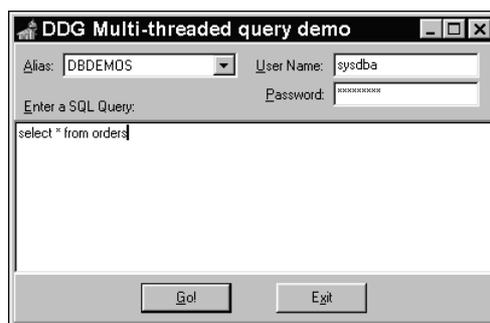 DDG Multi-threaded query demo
Alias: DBDEMOS User Name: sysdba
Password: *********
Enter a SQL Query:
select * from orders
Go! Exit